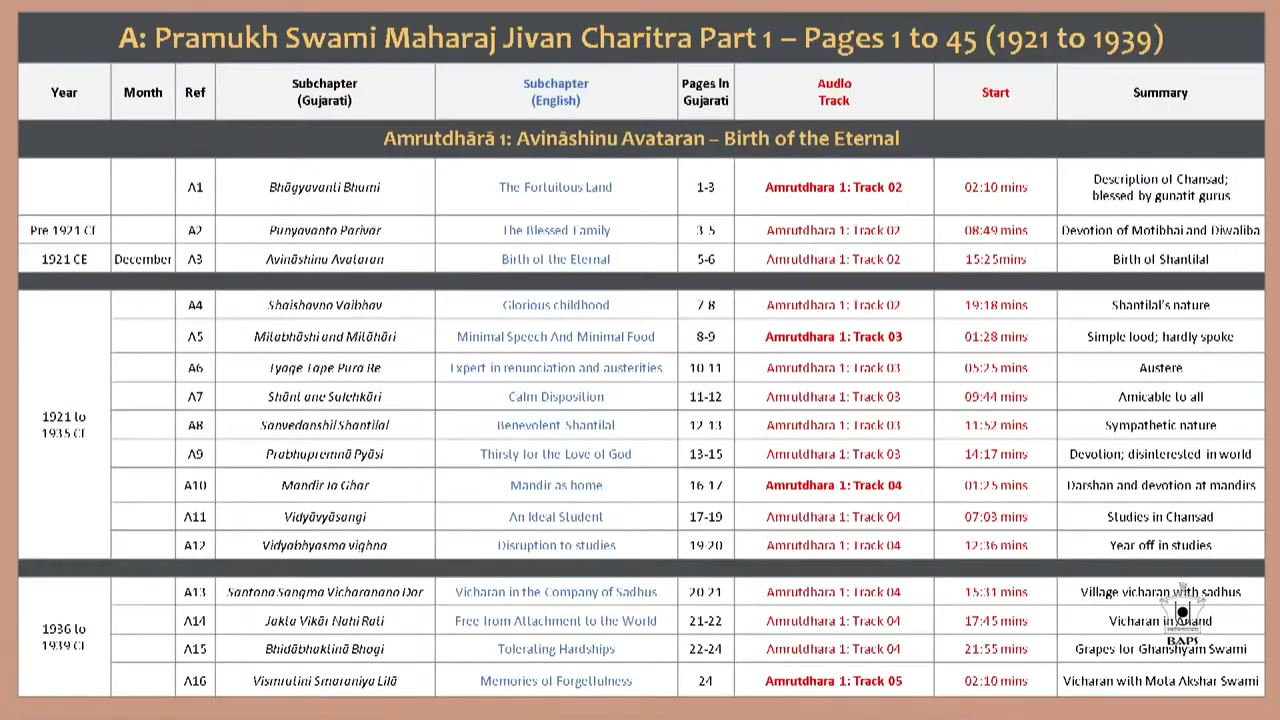 A: Pramukh Swami Maharaj Jivan Charitra Part 1 – Pages 1 to 45 (1921 to 1939)
Year Month Ref Subchapter (Gujarati) Subchapter (English) Pages In Gujarati Audio Track Start Summary
Amrutdhārā 1: Avināshinu Avataran – Birth of the Eternal
A1 Bhāgyavanti Bhumi The Fortuitous Land 1-3 Amrutdhara 1: Track 02 02:10 mins Description of Chansad; blessed by gunatit gurus
Pre 1921 CE A2 Punyavanto Parivar The Blessed Family 3-5 Amrutdhara 1: Track 02 08:49 mins Devotion of Motibhai and Diwaliba
1921 CE December A3 Avināshinu Avataran Birth of the Eternal 5-6 Amrutdhara 1: Track 02 15:25mins Birth of Shantilal
1921 to 1935 CE
A4 Shaishavno Vaibhav Glorious childhood 7-8 Amrutdhara 1: Track 02 19:18 mins Shantilal's nature
A5 Mitabhāshi and Mitāhāri Minimal Speech And Minimal Food 8-9 Amrutdhara 1: Track 03 01:28 mins Simple food; hardly spoke
A6 Tyage Tape Pura Re Expert in renunciation and austerities 10-11 Amrutdhara 1: Track 03 05:25 mins Austere
A7 Shānt ane Sulehkāri Calm Disposition 11-12 Amrutdhara 1: Track 03 09:44 mins Amicable to all
A8 Sanvedanshil Shantilal Benevolent Shantilal 12-13 Amrutdhara 1: Track 03 11:52 mins Sympathetic nature
A9 Prabhupremnā Pyāsi Thirsty for the Love of God 13-15 Amrutdhara 1: Track 03 14:17 mins Devotion; disinterested in world
A10 Mandir Ta Ghar Mandir as home 16-17 Amrutdhara 1: Track 04 01:25 mins Darshan and devotion at mandirs
A11 Vidyāvyāsangi An Ideal Student 17-19 Amrutdhara 1: Track 04 07:03 mins Studies in Chansad
A12 Vidyabhyasma vighna Disruption to studies 19-20 Amrutdhara 1: Track 04 12:36 mins Year off in studies
1936 to 1939 CE
A13 Santona Sangma Vicharanano Dor Vicharan in the Company of Sadhus 20-21 Amrutdhara 1: Track 04 15:31 mins Village vicharan with sadhus
A14 Jakta Vikār Nahi Rati Free from Attachment to the World 21-22 Amrutdhara 1: Track 04 17:45 mins Vicharan in Anand
A15 Bhidābhaktinā Bhogi Tolerating Hardships 22-24 Amrutdhara 1: Track 04 21:55 mins Grapes for Ghanshyam Swami
A16 Vismrutini Smaraniya Lilā Memories of Forgetfulness 24 Amrutdhara 1: Track 05 02:10 mins Vicharan with Mota Akshar Swami
BAPS